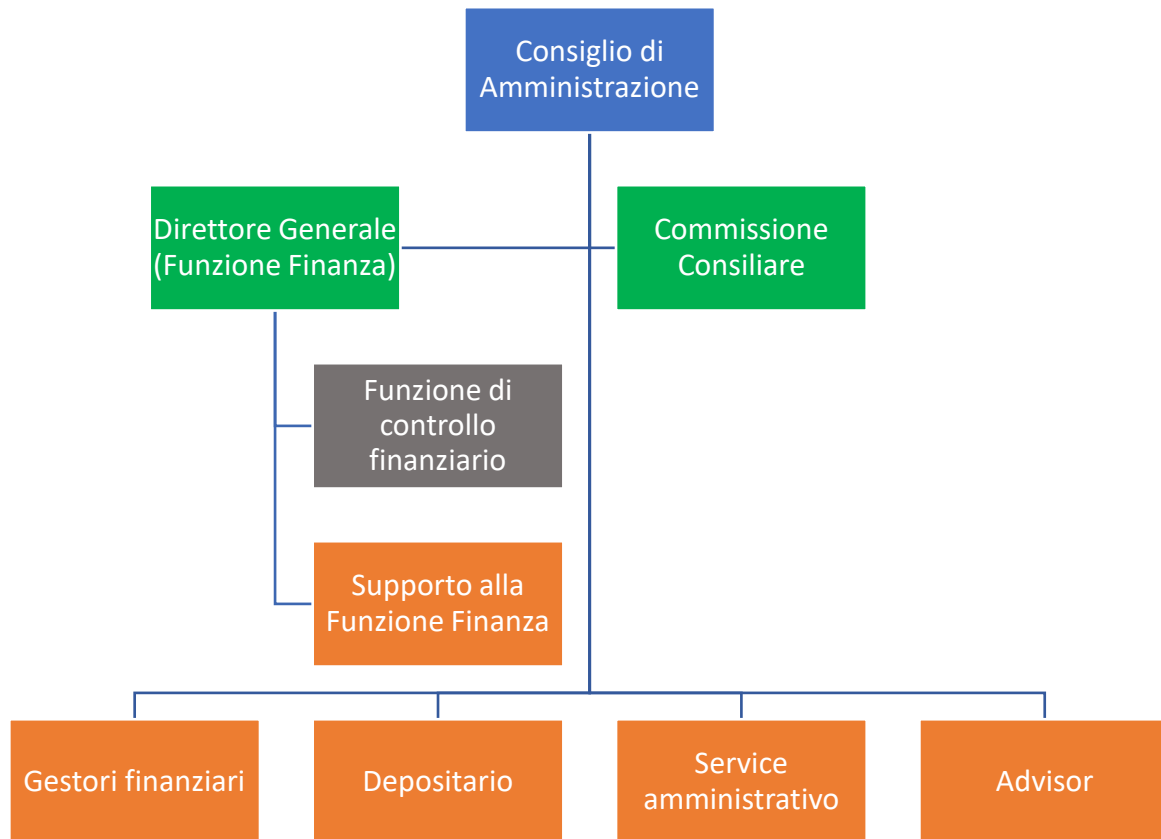 Consiglio di
Amministrazione
Direttore Generale
(Funzione Finanza)
Commissione
Consiliare
Funzione di
controllo
finanziario
Supporto alla
Funzione Finanza
Gestori finanziari
Depositario
Service
amministrativo
Advisor